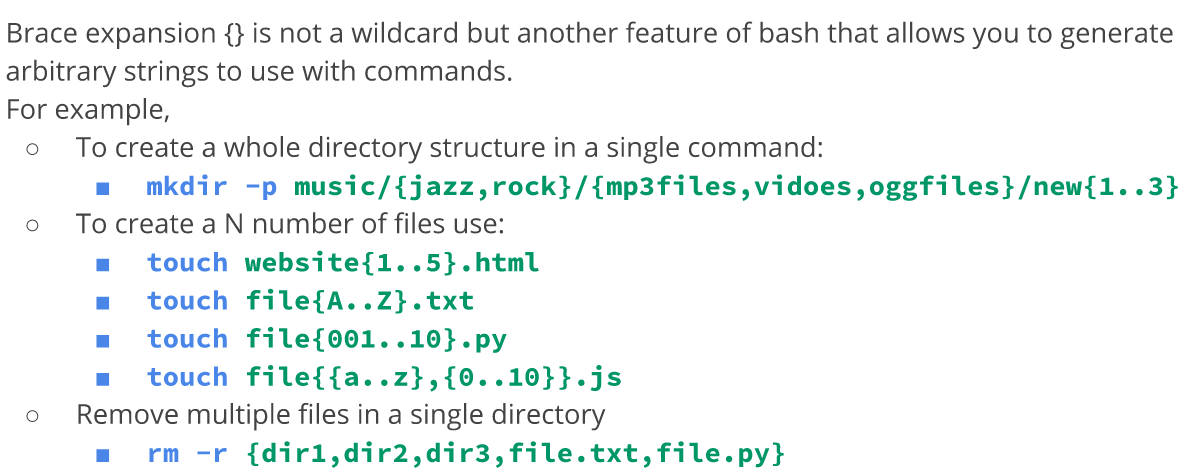 Brace expansion {} is not a wildcard but another feature of bash that allows you to generate
arbitrary strings to use with commands.
For example,
○ To create a whole directory structure in a single command:
■ mkdir -p music/{jazz,rock}/{mp3files,vidoes,oggfiles}/new{1..3}
○ To create a N number of files use:
■ touch website{1..5}.html
■ touch file{A..Z}.txt
■ touch file{001..10}.py
■ touch file{{a..z},{0..10}}.js
○ Remove multiple files in a single directory
■ rm -r {dir1,dir2,dir3,file.txt,file.py}